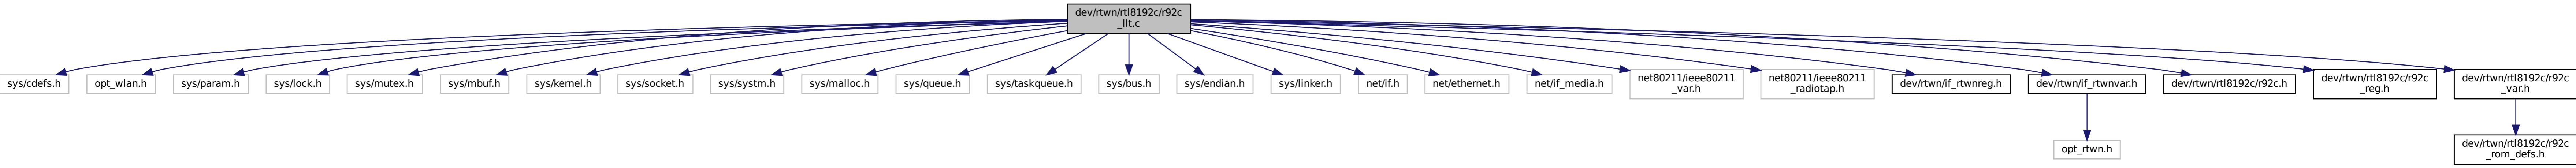 dev/rtwn/rtl8192c/r92c
_llt.c
sys/cdefs.h
opt_wlan.h
sys/param.h
sys/lock.h
sys/mutex.h
sys/mbuf.h
sys/kernel.h
sys/socket.h
sys/systm.h
sys/malloc.h
sys/queue.h
sys/taskqueue.h
sys/bus.h
sys/endian.h
sys/linker.h
net/if.h
net/ethernet.h
net/if_media.h
net80211/ieee80211
_var.h
net80211/ieee80211
_radiotap.h
dev/rtwn/if_rtwnreg.h
dev/rtwn/if_rtwnvar.h
dev/rtwn/rtl8192c/r92c.h
dev/rtwn/rtl8192c/r92c
_reg.h
dev/rtwn/rtl8192c/r92c
_var.h
opt_rtwn.h
dev/rtwn/rtl8192c/r92c
_rom_defs.h